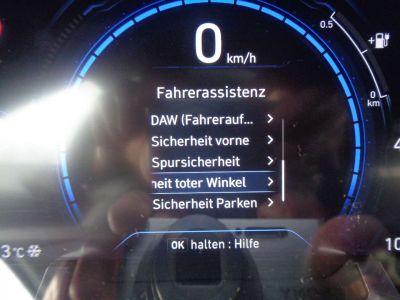 0 km/h
0.5
0
km
Fahrerassistenz
DAW (Fahrerauf...
Sicherheit vorne
Spursicherheit
heit toter Winkel
Sicherheit Parken
OK halten : Hilfe
3°C
10